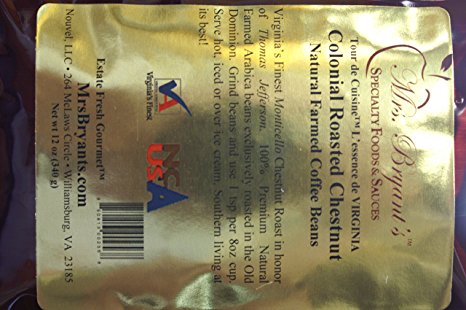 Mrs. Bryant's™
SPECIALTY FOODS & SAUCES
Tour de Cuisine™ L'essence de VIRGINIA
Colonial Roasted Chestnut
Natural Farmed Coffee Beans
Virginia's Finest Monticello Chestnut Roast in honor
of Thomas Jefferson. 100% Premium Natural
Farmed Arabica beans exclusively roasted in the Old
Dominion. Grind beans and use 1 tsp per 8oz cup.
Serve hot, iced or over ice cream. Southern living at
its best!
VA
Virginia's Finest
USA
Estate Fresh Gourmet™
MrsBryants.com
Nouvel LLC • 264 McLaws Circle • Williamsburg, VA 23185
Net wt 12 oz (340 g)